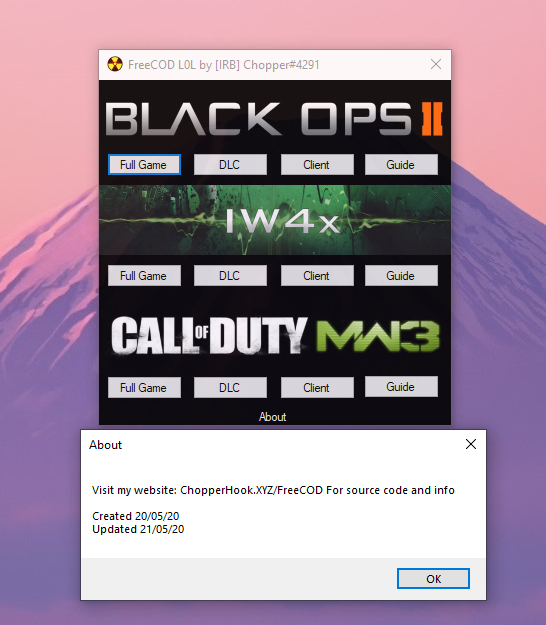 FreeCOD L0L by [IRB] Chopper#4291
BLACK OPS II
Full Game DLC Client Guide
IW4x
Full Game DLC Client Guide
CALL OF DUTY MW3
Full Game DLC Client Guide
About
About
Visit my website: ChopperHook.XYZ/FreeCOD For source code and info
Created 20/05/20
Updated 21/05/20
OK